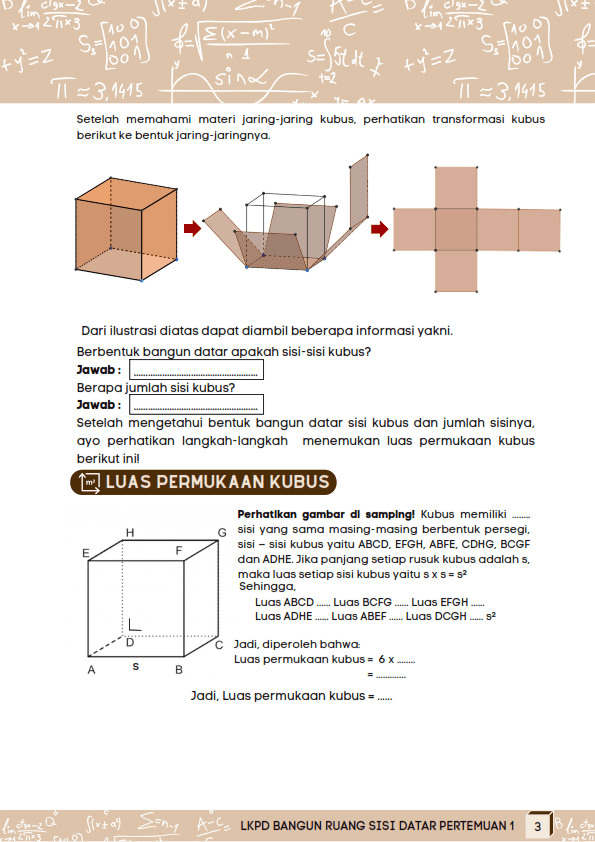 Setelah memahami materi jaring-jaring kubus, perhatikan transformasi kubus
berikut ke bentuk jaring-jaringnya.
Dari ilustrasi diatas dapat diambil beberapa informasi yakni.
Berbentuk bangun datar apakah sisi-sisi kubus?
Jawab : ....................................................
Berapa jumlah sisi kubus?
Jawab : ....................................................
Setelah mengetahui bentuk bangun datar sisi kubus dan jumlah sisinya,
ayo perhatikan langkah-langkah menemukan luas permukaan kubus
berikut ini!
m² LUAS PERMUKAAN KUBUS
Perhatikan gambar di samping! Kubus memiliki ........
sisi yang sama masing-masing berbentuk persegi,
sisi – sisi kubus yaitu ABCD, EFGH, ABFE, CDHG, BCGF
dan ADHE. Jika panjang setiap rusuk kubus adalah s,
maka luas setiap sisi kubus yaitu s x s = s²
Sehingga,
Luas ABCD ...... Luas BCFG ...... Luas EFGH ......
Luas ADHE ...... Luas ABEF ...... Luas DCGH ...... s²
H G
E F
D C
A s B
Jadi, diperoleh bahwa:
Luas permukaan kubus = 6 x ........
= .............
Jadi, Luas permukaan kubus = ......
LKPD BANGUN RUANG SISI DATAR PERTEMUAN 1 3